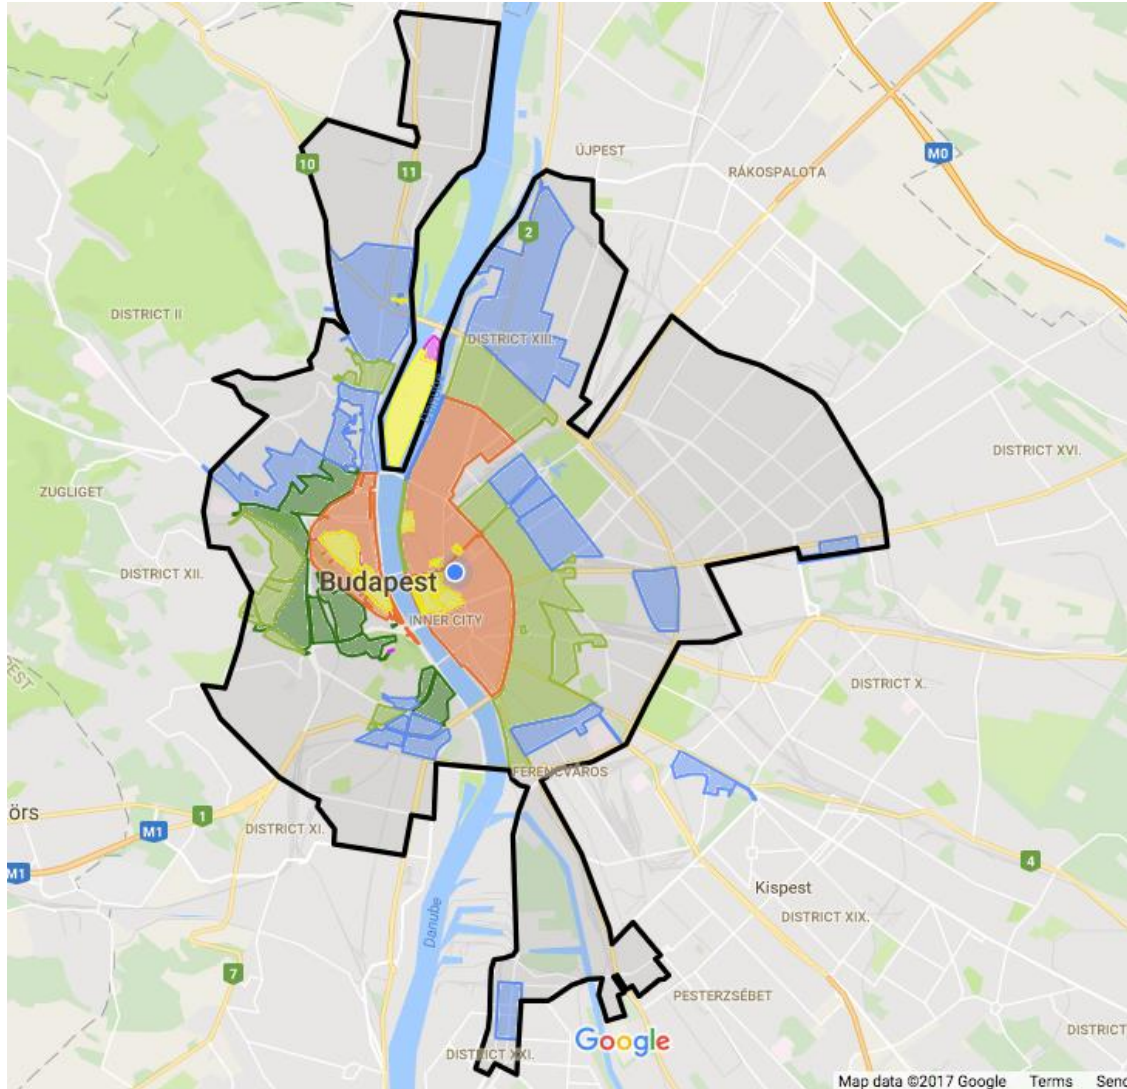 ÚJPEST
M0
10
11
RÁKOSPALOTA
2
DISTRICT II
DISTRICT XIII.
DISTRICT XVI.
ZUGLIGET
DISTRICT XII.
Budapest
INNER CITY
DISTRICT X.
FERENCVÁROS
örs
1
M1
DISTRICT XI.
M1
4
Kispest
Danube
DISTRICT XIX.
7
PESTERZSÉBET
Google
DISTRICT
DISTRICT XXI.
Map data ©2017 Google Terms Send